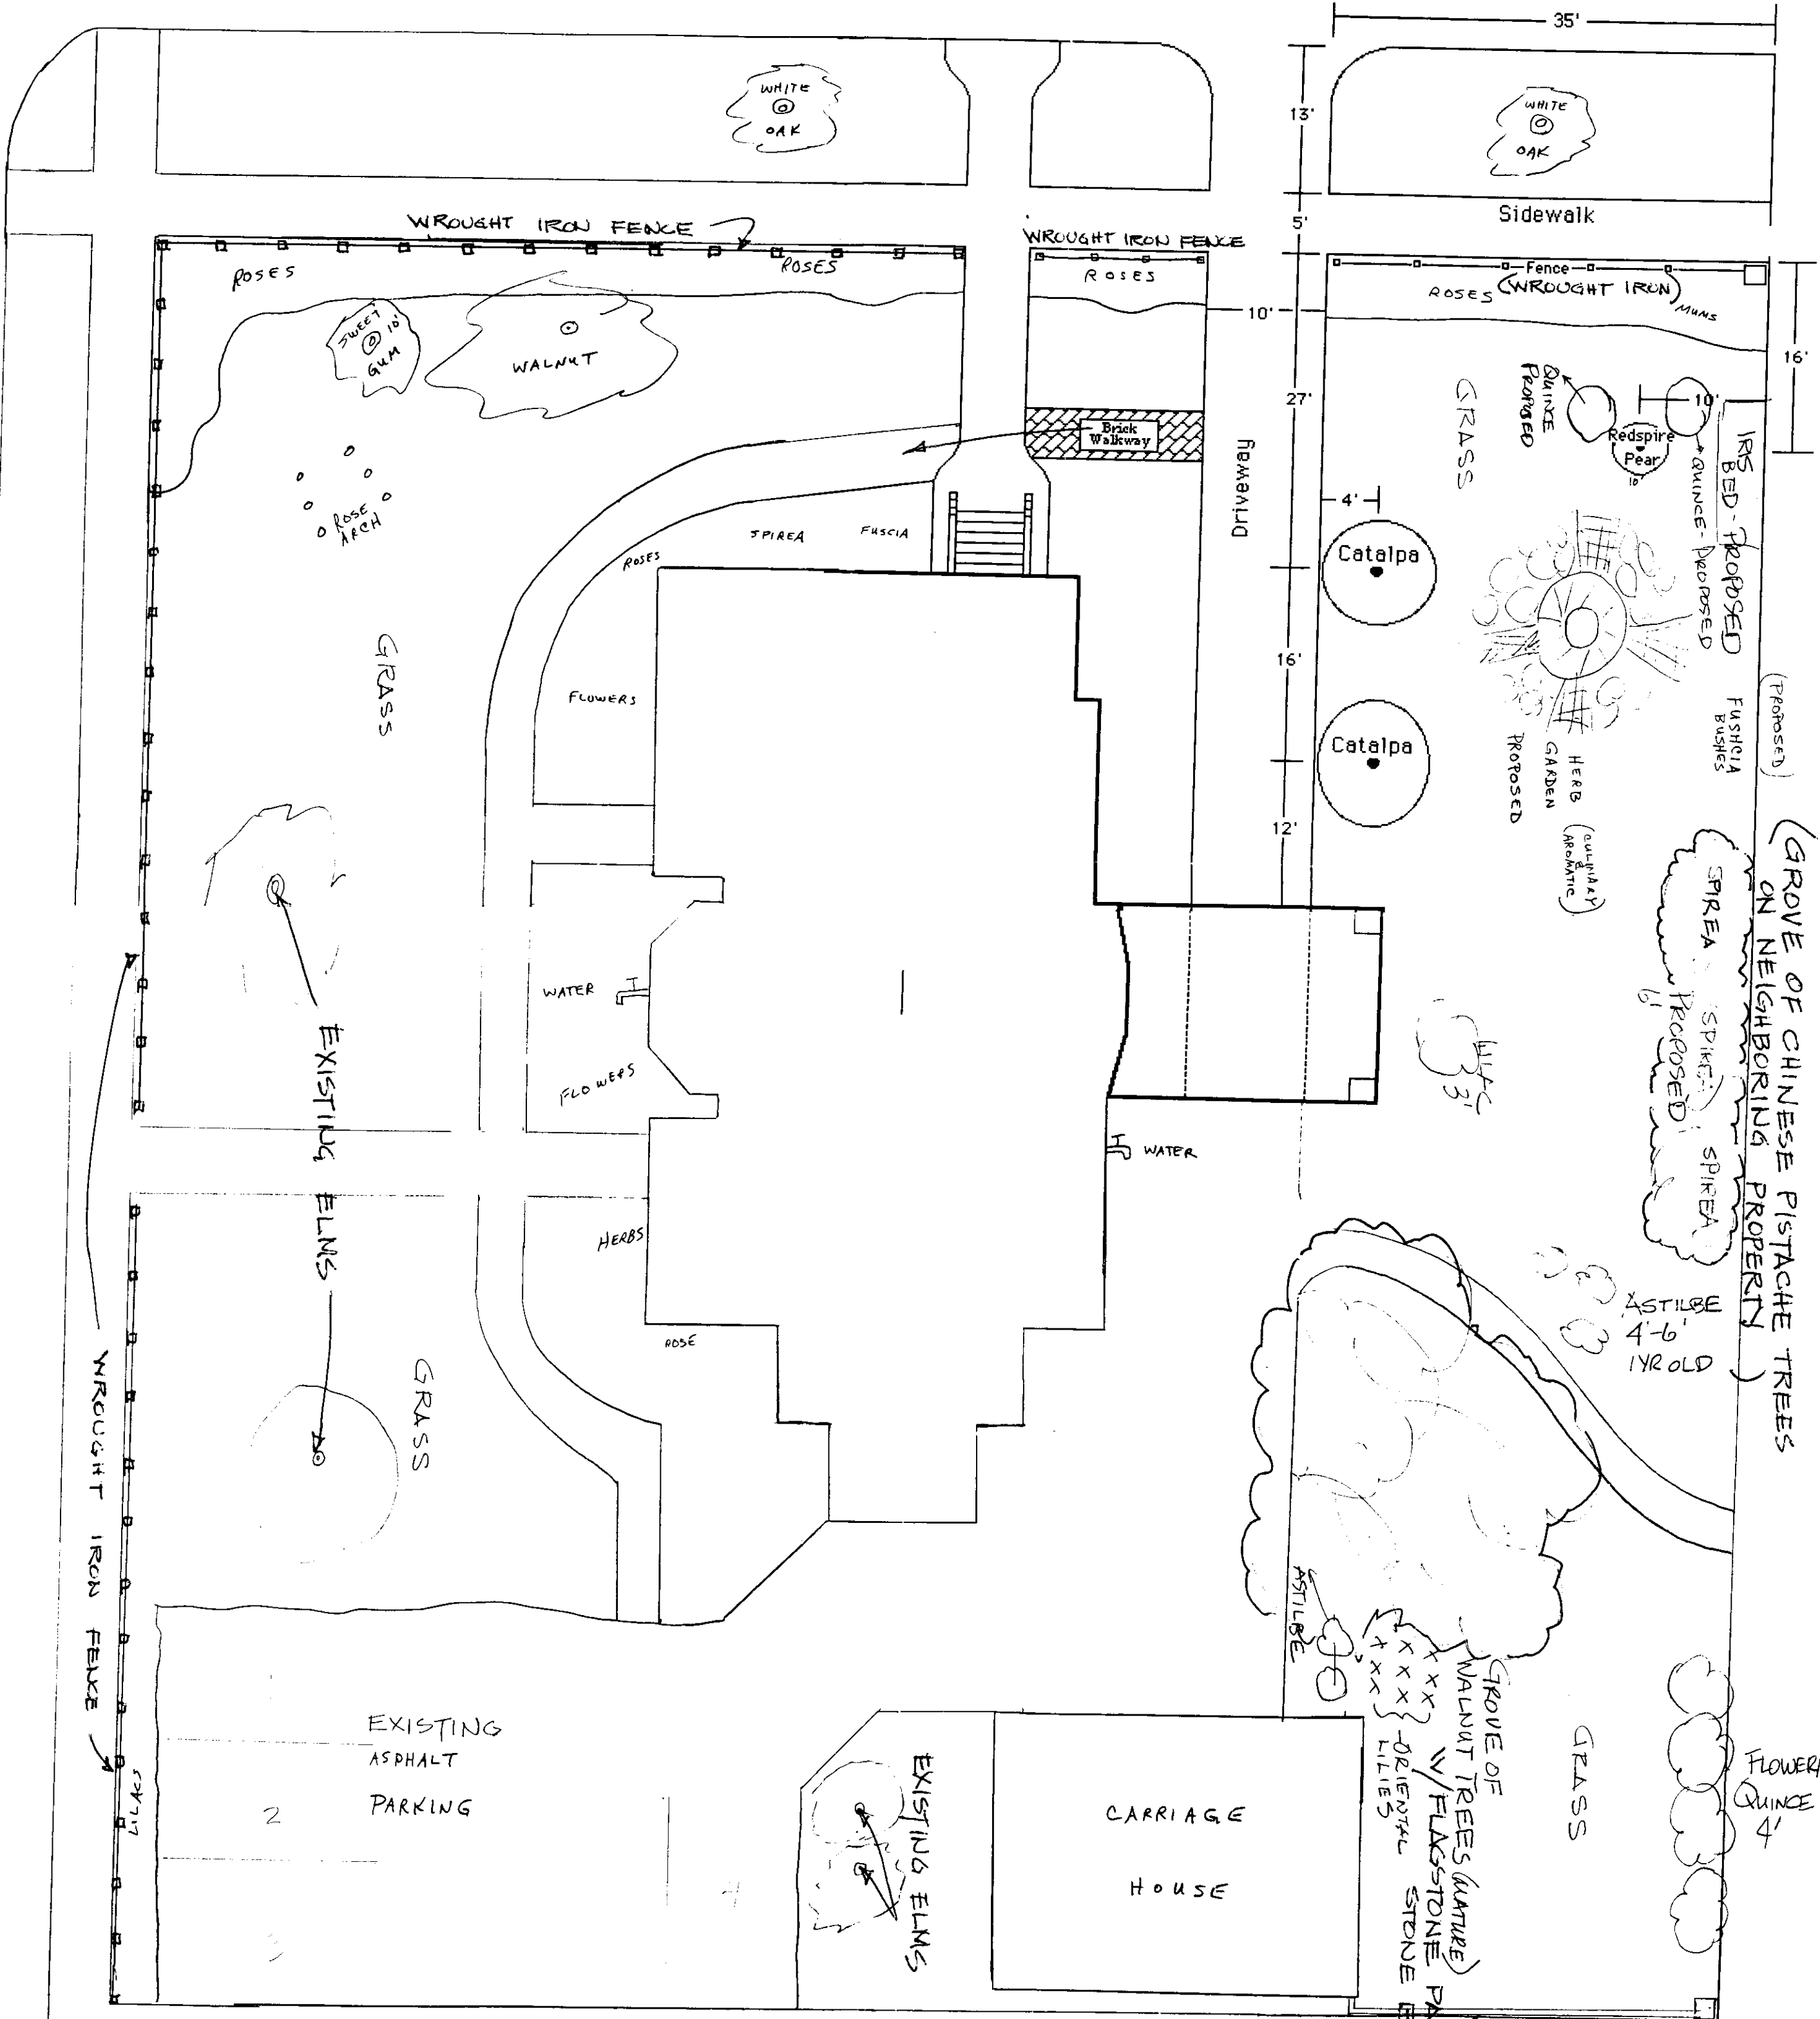 35'
WHITE
OAK
13'
WHITE
OAK
5'
Sidewalk
WROUGHT IRON FENCE
WROUGHT IRON FENCE
ROSES
ROSES
ROSES
Fence
(WROUGHT IRON)
ROSES
MUMS
10'
16'
SWEET
10'
GUM
WALNUT
GRASS
QUINCE
PROPOSED
27'
10'
Brick
Walkway
Redspire
Pear
10'
QUINCE - PROPOSED
IRIS
BED - PROPOSED
Driveway
4'
ROSE
ARCH
SPIREA
FUSCIA
ROSES
Catalpa
GRASS
16'
FLOWERS
(PROPOSED)
FUSHCIA
BUSHES
Catalpa
HERB
GARDEN
PROPOSED
(CULINARY
&
AROMATIC)
12'
(GROVE OF CHINESE PISTACHE TREES
ON NEIGHBORING PROPERTY)
SPIREA
SPIREA
SPIREA
PROPOSED
6'
WATER
FLOWERS
EXISTING ELMS
LILAC
3'
WATER
HERBS
ASTILBE
4'-6'
1YR OLD
ROSE
GRASS
WROUGHT IRON FENCE
ASTILBE
X X X
X X X X
X X X
GROVE OF
WALNUT TREES (MATURE)
W/FLAGSTONE PA
ORIENTAL
LILIES
STONE
GRASS
FLOWER
QUINCE
4'
EXISTING
ASPHALT
PARKING
2
3
4
LILACS
EXISTING ELMS
CARRIAGE
HOUSE